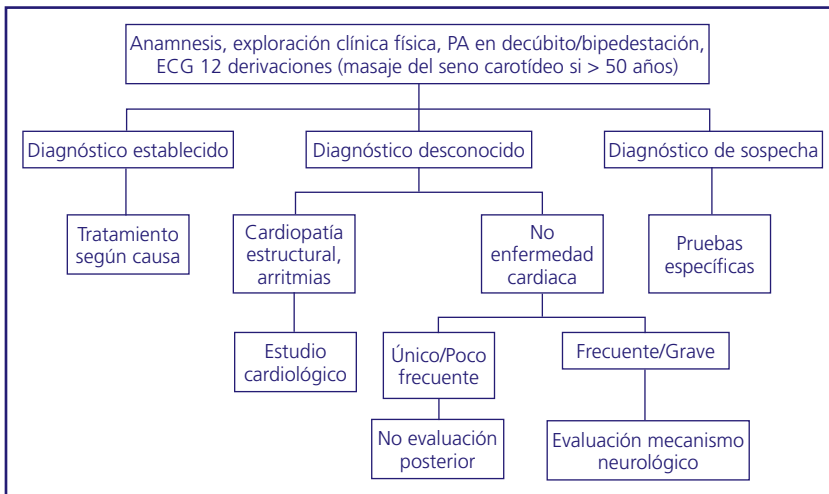 Anamnesis, exploración clínica física, PA en decúbito/bipedestación,
ECG 12 derivaciones (masaje del seno carotídeo si > 50 años)
Diagnóstico establecido
Diagnóstico desconocido
Diagnóstico de sospecha
Tratamiento
según causa
Cardiopatía
estructural,
arritmias
No
enfermedad
cardiaca
Pruebas
específicas
Estudio
cardiológico
Único/Poco
frecuente
Frecuente/Grave
No evaluación
posterior
Evaluación mecanismo
neurológico